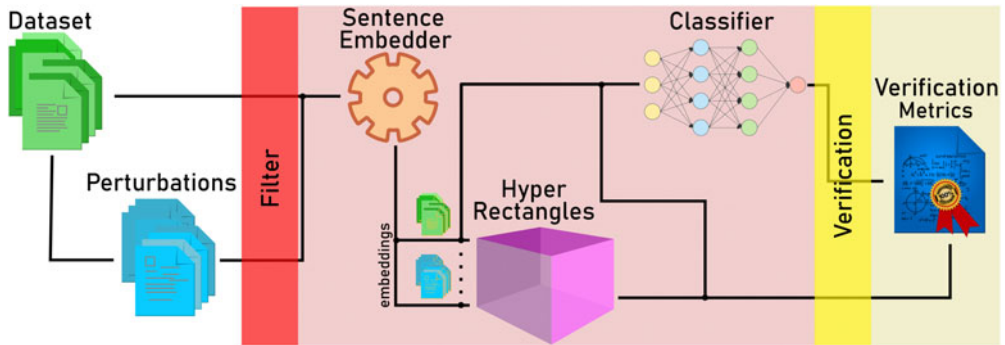 Dataset
Perturbations
Filter
Sentence
Embedder
embeddings
Hyper
Rectangles
Classifier
Verification
Verification
Metrics